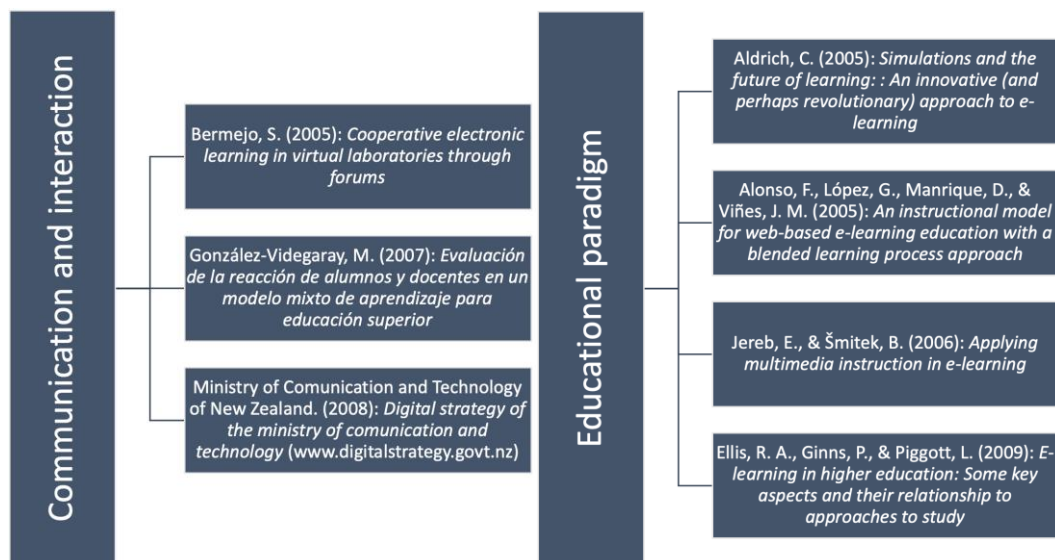 Communication and interaction
Bermejo, S. (2005): Cooperative electronic
learning in virtual laboratories through
forums
González-Videgaray, M. (2007): Evaluación
de la reacción de alumnos y docentes en un
modelo mixto de aprendizaje para
educación superior
Ministry of Comunication and Technology
of New Zealand. (2008): Digital strategy of
the ministry of comunication and
technology (www.digitalstrategy.govt.nz)
Educational paradigm
Aldrich, C. (2005): Simulations and the
future of learning: : An innovative (and
perhaps revolutionary) approach to e-
learning
Alonso, F., López, G., Manrique, D., &
Viñes, J. M. (2005): An instructional model
for web-based e-learning education with a
blended learning process approach
Jereb, E., & Šmitek, B. (2006): Applying
multimedia instruction in e-learning
Ellis, R. A., Ginns, P., & Piggott, L. (2009): E-
learning in higher education: Some key
aspects and their relationship to
approaches to study